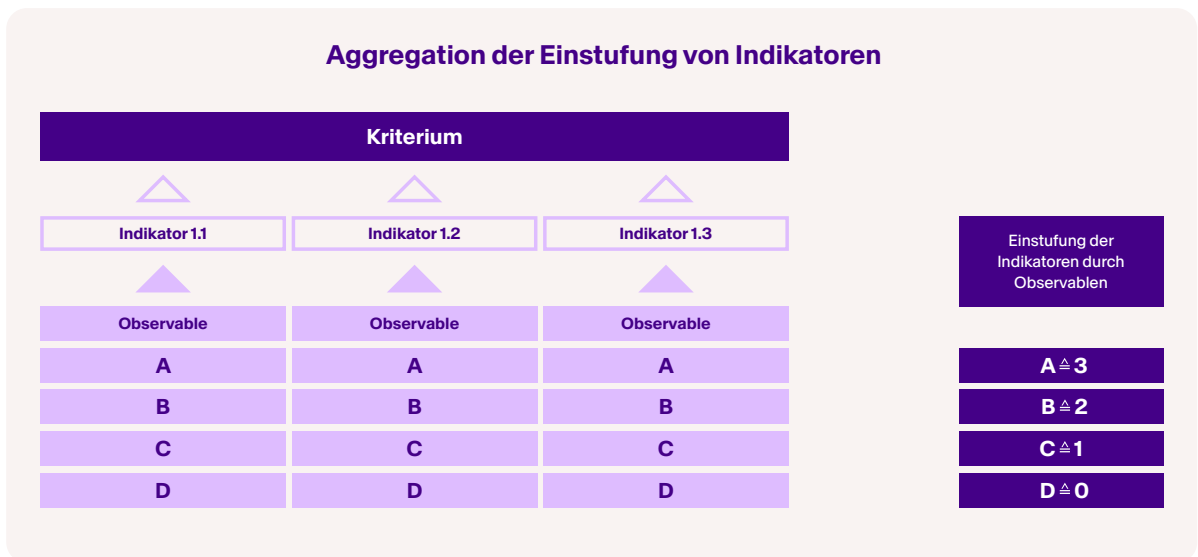 Aggregation der Einstufung von Indikatoren
Kriterium
Indikator 1.1
Indikator 1.2
Indikator 1.3
Observable
Observable
Observable
A
A
A
B
B
B
C
C
C
D
D
D
Einstufung der
Indikatoren durch
Observablen
A ≙ 3
B ≙ 2
C ≙ 1
D ≙ 0